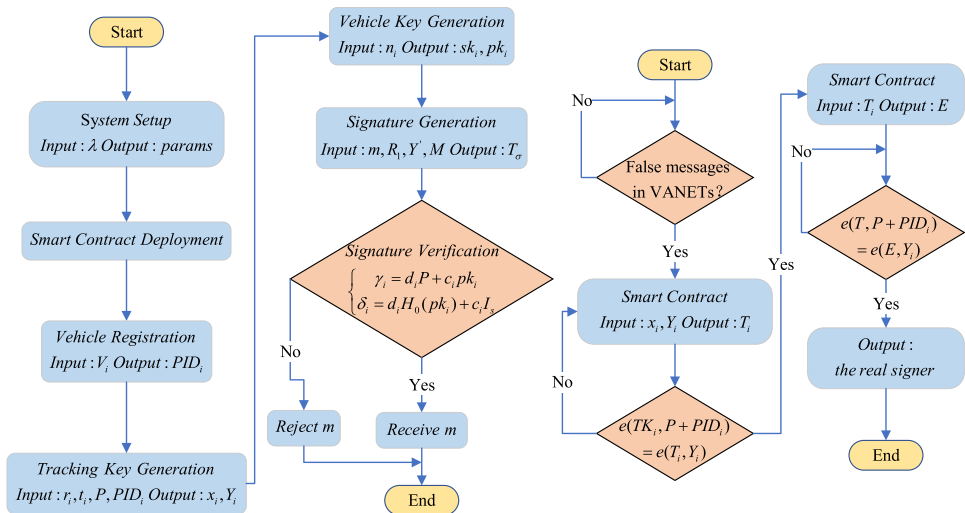 Start
System Setup
Input : λ Output : params
Smart Contract Deployment
Vehicle Registration
Input : V_i Output : PID_i
Tracking Key Generation
Input : r_i, t_i, P, PID_i Output : x_i, Y_i
Vehicle Key Generation
Input : n_i Output : sk_i, pk_i
Signature Generation
Input : m, R_1, Y', M Output : T_σ
Signature Verification
γ_i = d_i P + c_i pk_i
δ_i = d_i H_0(pk_i) + c_i I_s
No
Yes
Reject m
Receive m
End
Start
No
False messages
in VANETs?
Yes
Smart Contract
Input : x_i, Y_i Output : T_i
No
e(TK_i, P + PID_i)
= e(T_i, Y_i)
Yes
Smart Contract
Input : T_i Output : E
No
e(T, P + PID_i)
= e(E, Y_i)
Yes
Output :
the real signer
End